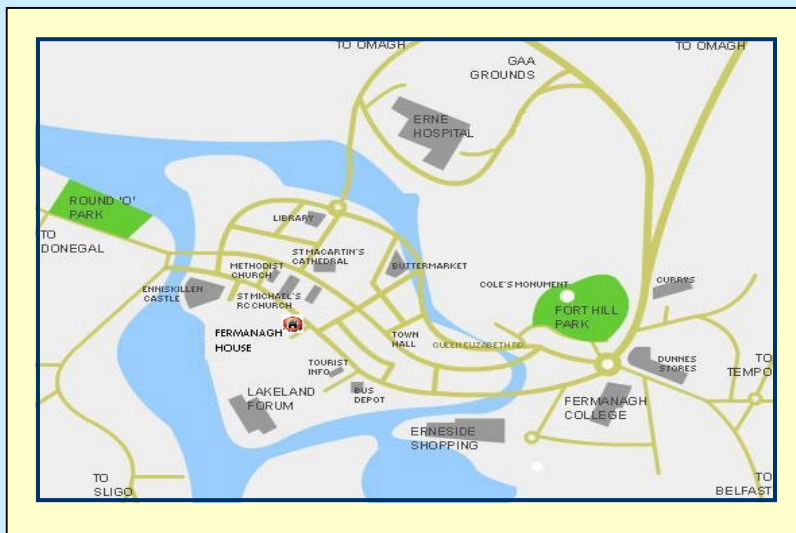 TO OMAGH
TO OMAGH
GAA
GROUNDS
ERNE
HOSPITAL
ROUND 'O'
PARK
LIBRARY
TO
DONEGAL
ST MACARTIN'S
CATHEDRAL
METHODIST
CHURCH
BUTTERMARKET
ENNISKILLEN
CASTLE
ST MICHAEL'S
RC CHURCH
COLE'S MONUMENT
CURRYS
FORT HILL
PARK
FERMANAGH
HOUSE
TOWN
HALL
QUEEN ELIZABETH RD.
TOURIST
INFO.
DUNNES
STORES
TO
TEMPO
LAKELAND
FORUM
BUS
DEPOT
FERMANAGH
COLLEGE
ERNESIDE
SHOPPING
TO
SLIGO
TO
BELFAST